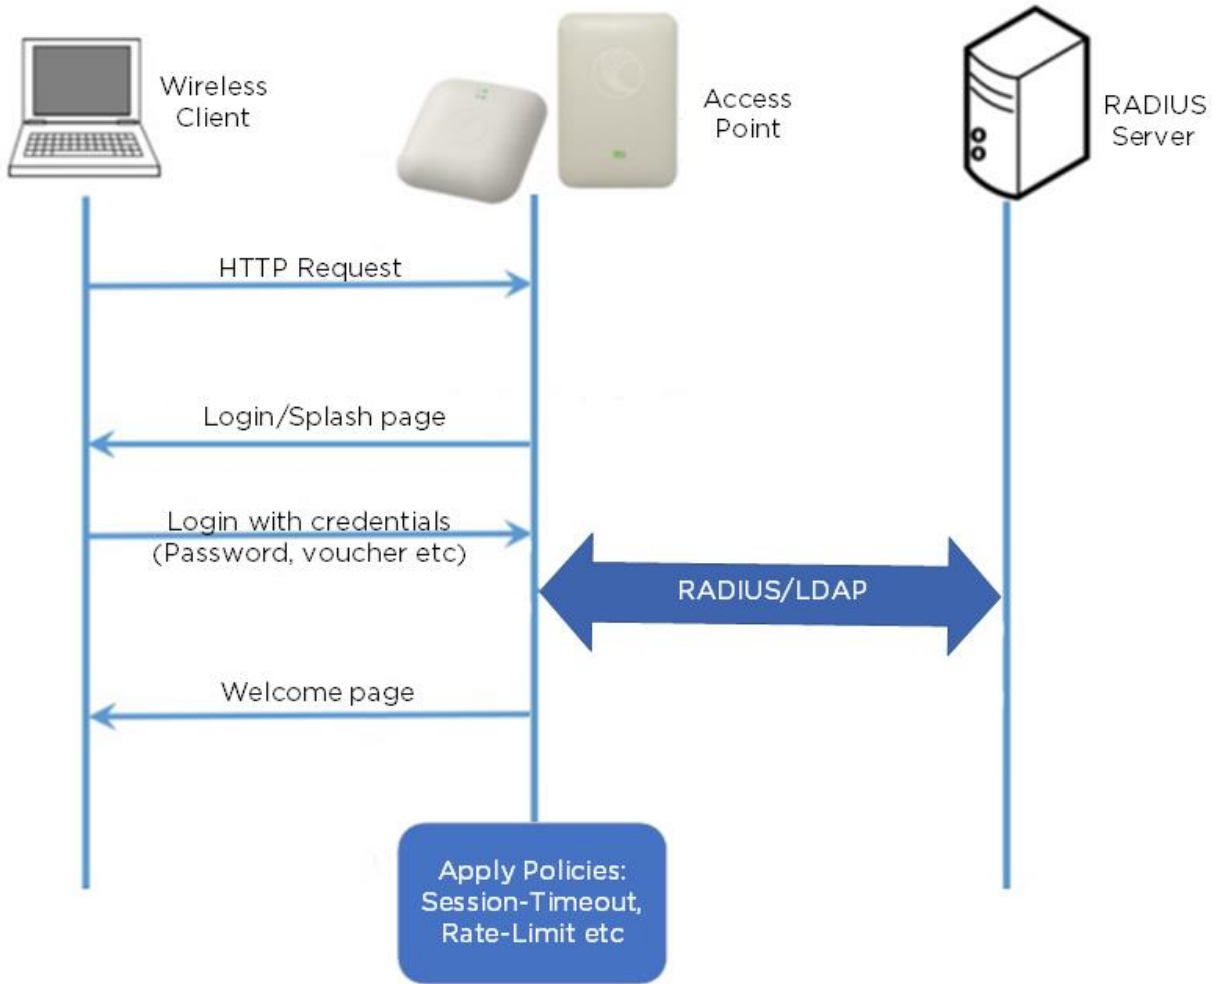 Wireless
Client
Access
Point
RADIUS
Server
HTTP Request
Login/Splash page
Login with credentials
(Password, voucher etc)
RADIUS/LDAP
Welcome page
Apply Policies:
Session-Timeout,
Rate-Limit etc